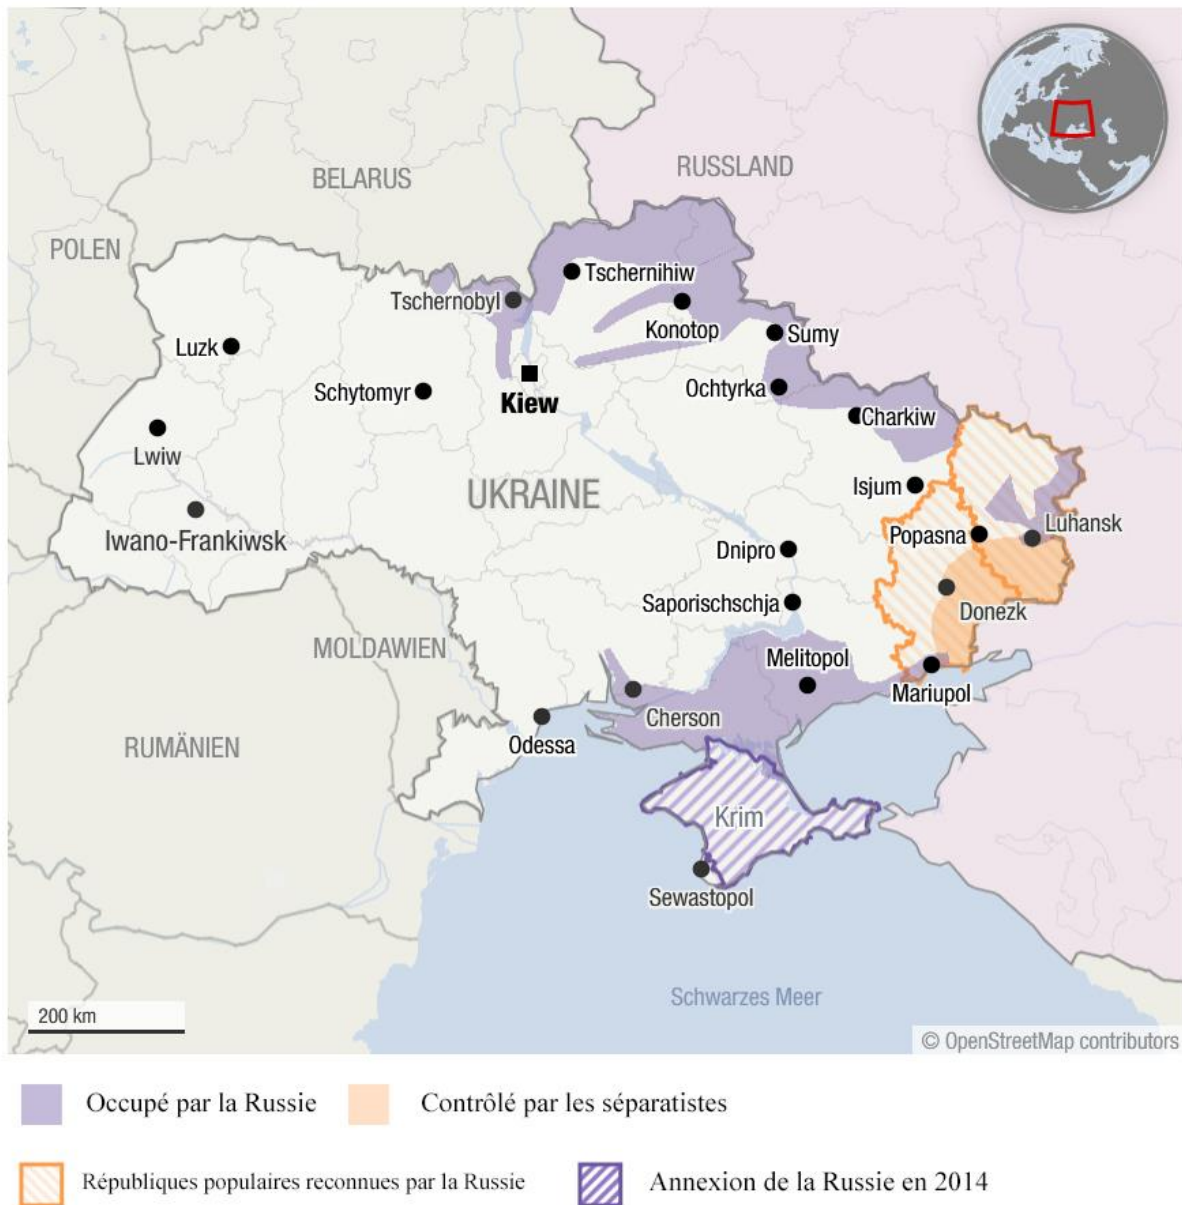 RUSSLAND
BELARUS
POLEN
Tschernihiw
Tschernobyl
Konotop
Sumy
Luzk
Schytomyr
Kiew
Ochtyrka
Charkiw
Lwiw
UKRAINE
Isjum
Iwano-Frankiwsk
Popasna
Luhansk
Dnipro
Saporischschja
Donezk
MOLDAWIEN
Melitopol
Mariupol
Cherson
RUMÄNIEN
Odessa
Krim
Sewastopol
Schwarzes Meer
200 km
© OpenStreetMap contributors
Occupé par la Russie
Contrôlé par les séparatistes
Républiques populaires reconnues par la Russie
Annexion de la Russie en 2014